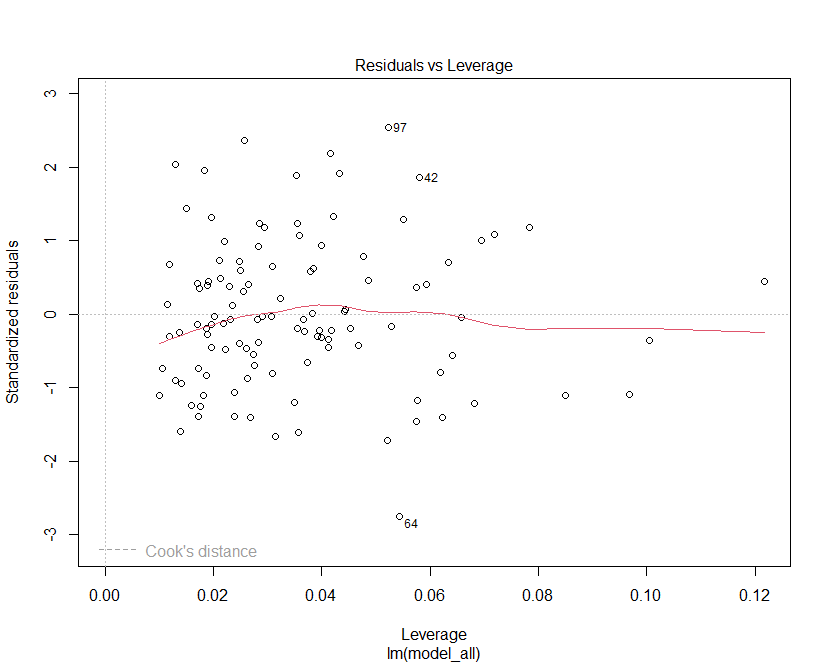 Residuals vs Leverage
3
2
1
0
-1
-2
-3
Standardized residuals
97
42
64
Cook's distance
0.00 0.02 0.04 0.06 0.08 0.10 0.12
Leverage
lm(model_all)